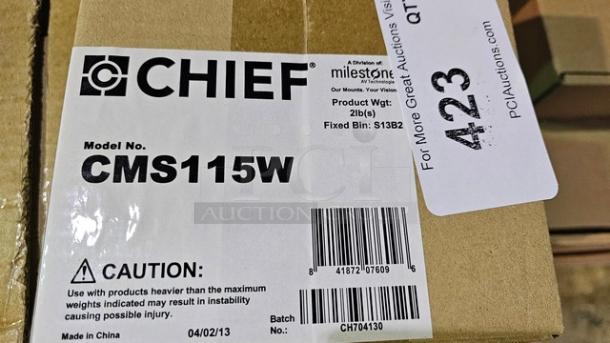 CHIEF®
A Division of:
milestone
AV Technologies
Our Mounts. Your Vision
Product Wgt:
2lb(s)
Fixed Bin: S13B2
Model No.
CMS115W
PCI
AUCTION
8 41872 07609 6
CAUTION:
Use with products heavier than the maximum
weights indicated may result in instability
causing possible injury.
Made in China
04/02/13
Batch
No.:
CH704130
For More Great Auctions Visi
QT
423
PCIAuctions.com